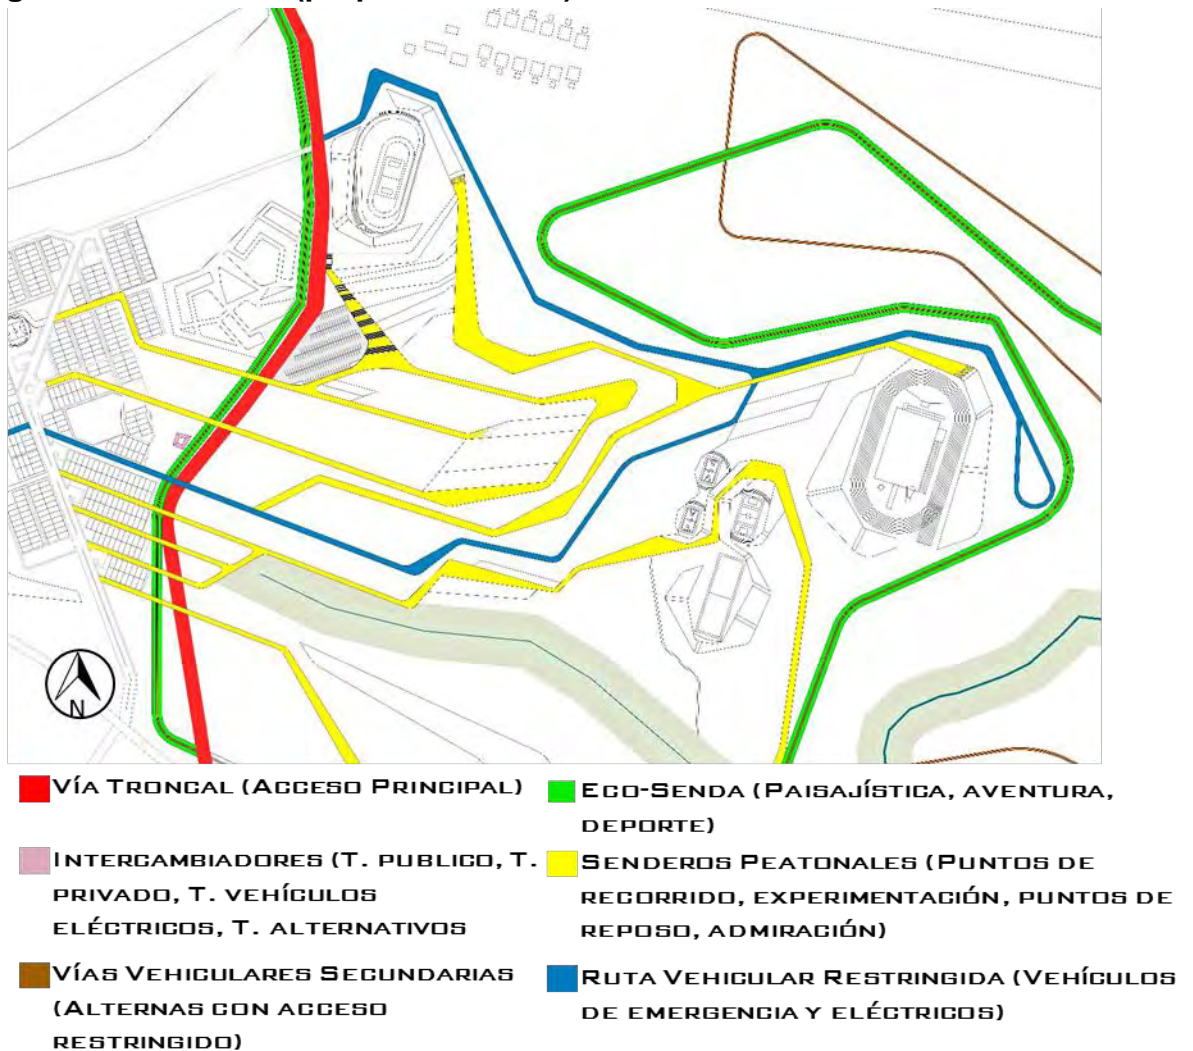 N
VÍA TRONCAL (ACCESO PRINCIPAL)
ECO-SENDA (PAISAJÍSTICA, AVENTURA,
DEPORTE)
INTERCAMBIADORES (T. PUBLICO, T.
PRIVADO, T. VEHÍCULOS
ELÉCTRICOS, T. ALTERNATIVOS
SENDEROS PEATONALES (PUNTOS DE
RECORRIDO, EXPERIMENTACIÓN, PUNTOS DE
REPOSO, ADMIRACIÓN)
VÍAS VEHICULARES SECUNDARIAS
(ALTERNAS CON ACCESO
RESTRINGIDO)
RUTA VEHICULAR RESTRINGIDA (VEHÍCULOS
DE EMERGENCIA Y ELÉCTRICOS)